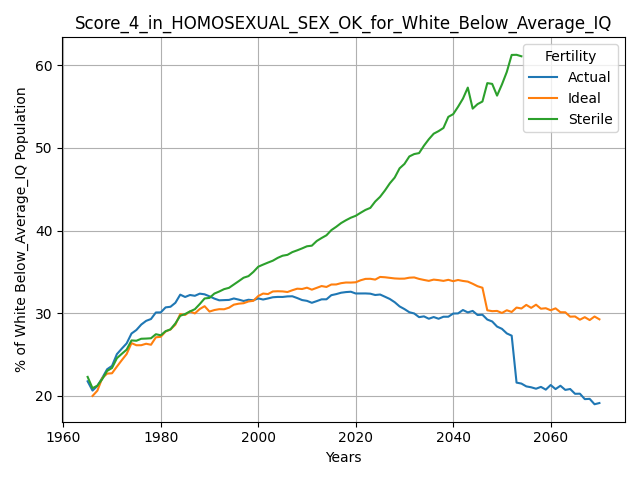 Score_4_in_HOMOSEXUAL_SEX_OK_for_White_Below_Average_IQ
% of White Below_Average_IQ Population
60
50
40
30
20
Fertility
Actual
Ideal
Sterile
1960
1980
2000
2020
2040
2060
Years